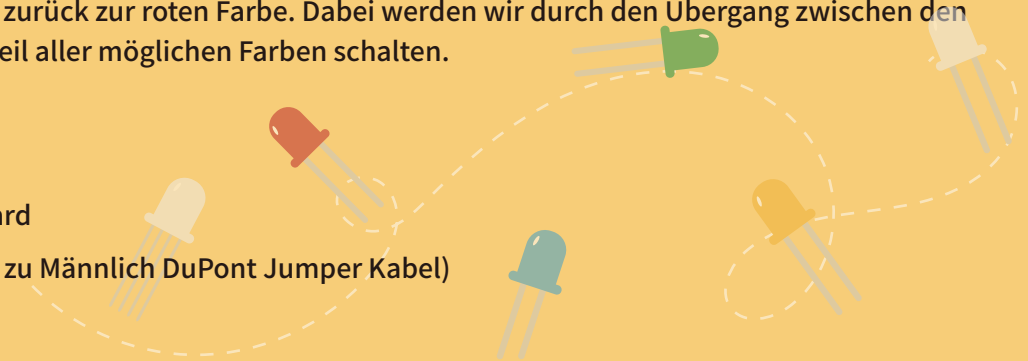 zurück zur roten Farbe. Dabei werden wir durch den Übergang zwischen den
eil aller möglichen Farben schalten.
ard
zu Männlich DuPont Jumper Kabel)